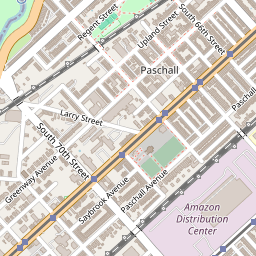 Regent Street
Upland Street
South 66th Street
Paschall
Larry Street
Paschall
South 70th Street
Greenway Avenue
Saybrook Avenue
Paschall Avenue
Amazon
Distribution
Center